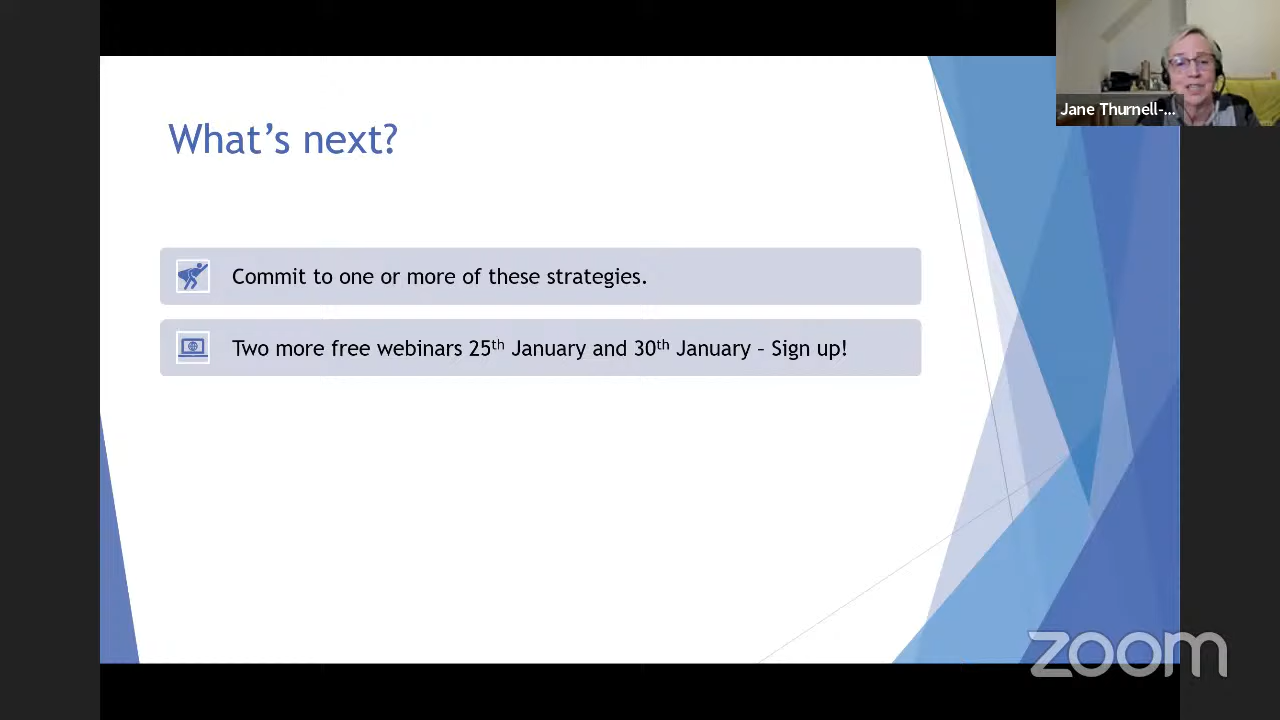 Jane Thurnell-...
What's next?
Commit to one or more of these strategies.
Two more free webinars 25th January and 30th January – Sign up!
zoom